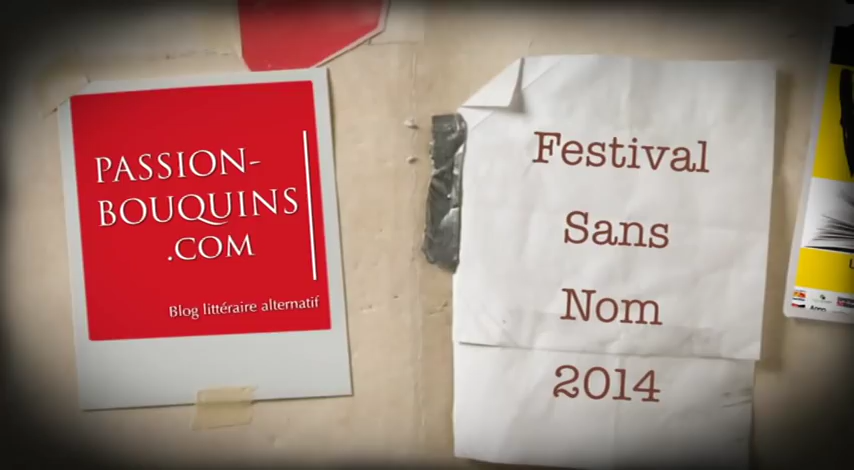 PASSION-
BOUQUINS
.COM
Blog littéraire alternatif
Festival
Sans
Nom
2014